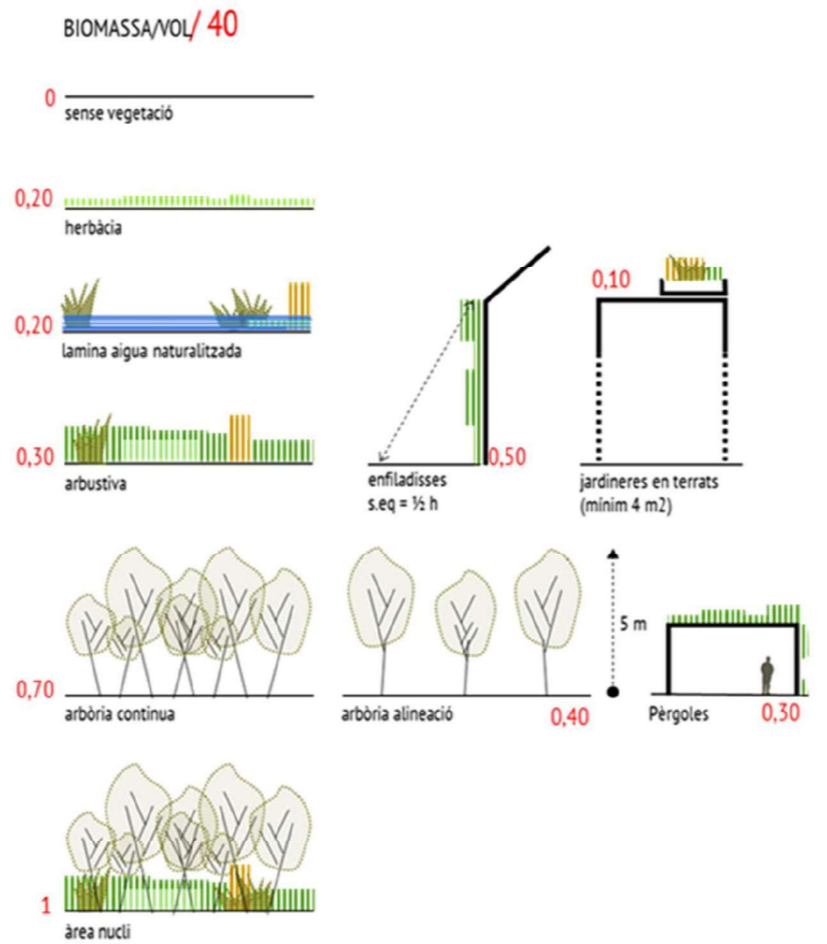 BIOMASSA/VOL/ 40
0
sense vegetació
0,20
herbàcia
0,20
lamina aigua naturalitzada
0,30
arbustiva
0,50
enfiladisses
s.eq = ½ h
0,10
jardineres en terrats
(mínim 4 m2)
0,70
arbòria continua
arbòria alineació
0,40
5 m
Pèrgoles
0,30
1
àrea nucli